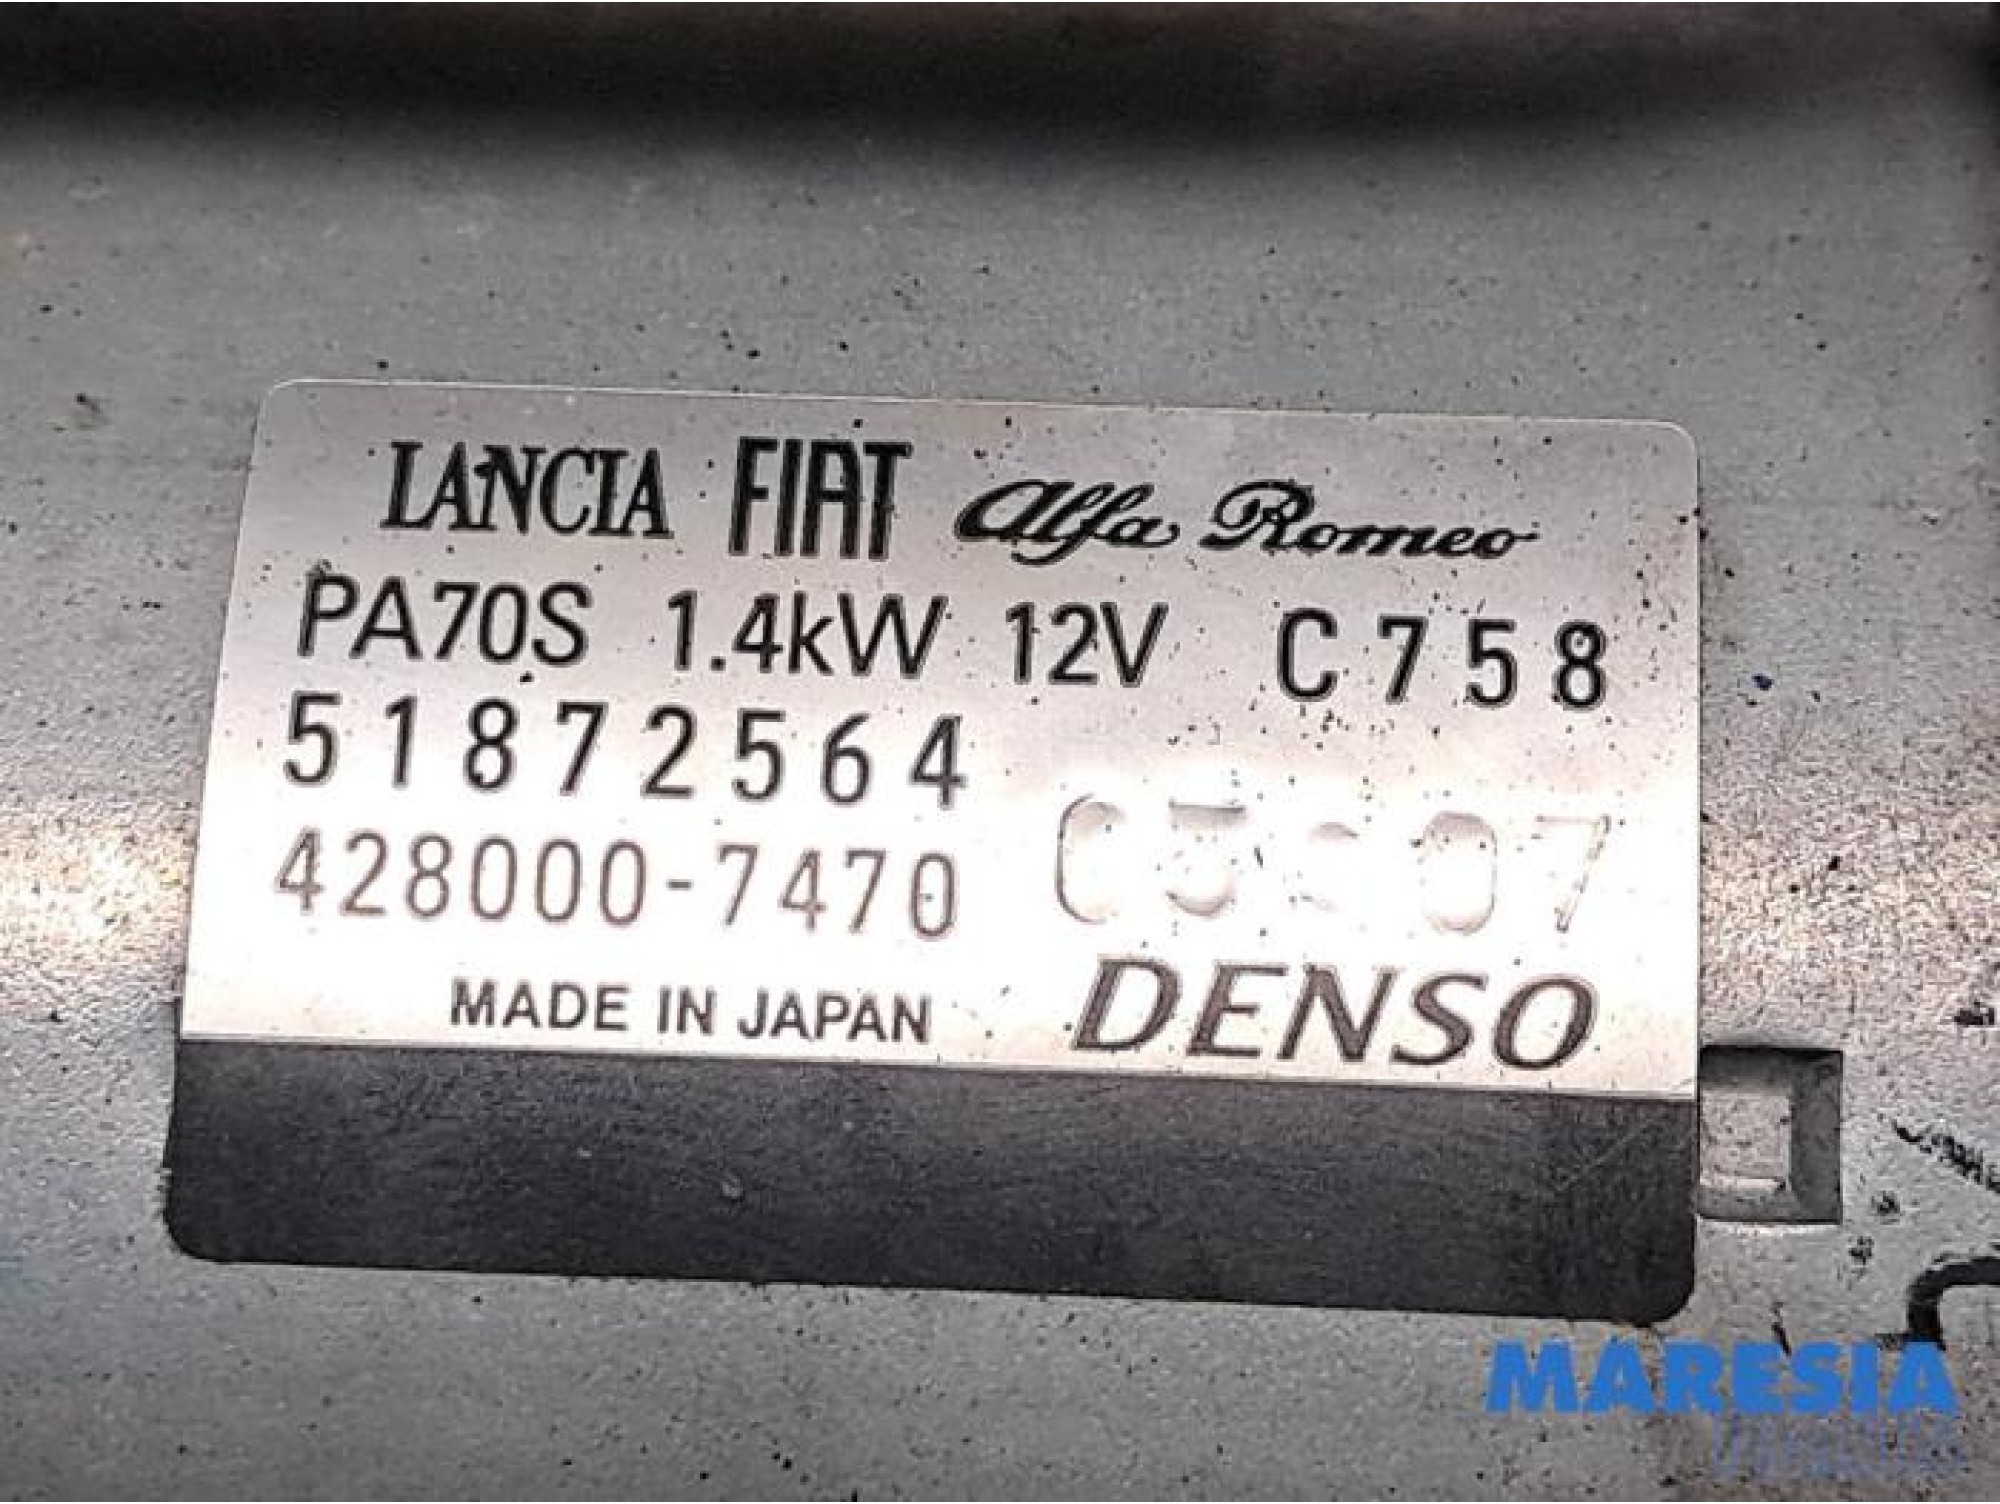 LANCIA FIAT Alfa Romeo
PA70S 1.4kW 12V C758
51872564
428000-7470
MADE IN JAPAN DENSO
MARESIA